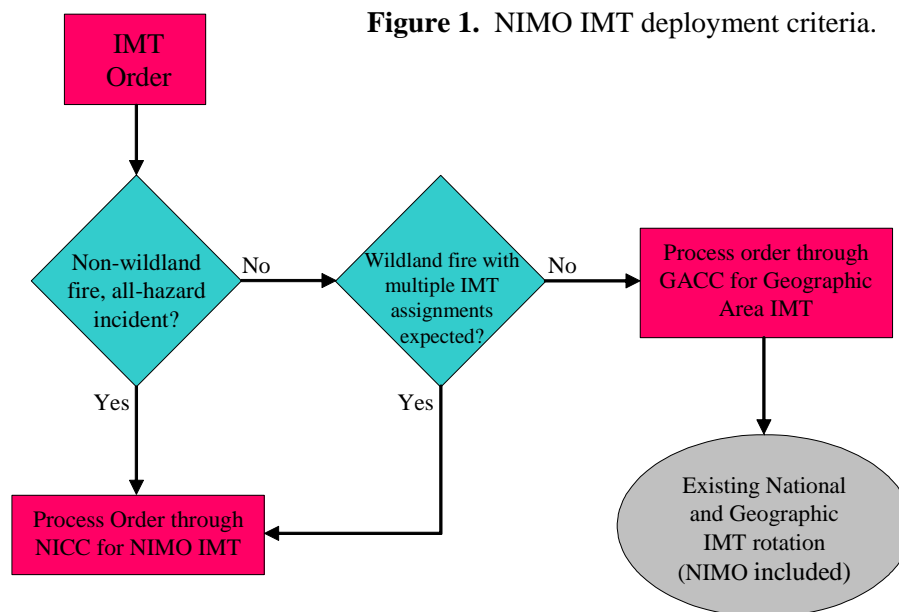 Figure 1. NIMO IMT deployment criteria.
IMT
Order
Non-wildland
fire, all-hazard
incident?
No
Wildland fire with
multiple IMT
assignments
expected?
No
Process order through
GACC for Geographic
Area IMT
Yes
Yes
Process Order through
NICC for NIMO IMT
Existing National
and Geographic
IMT rotation
(NIMO included)